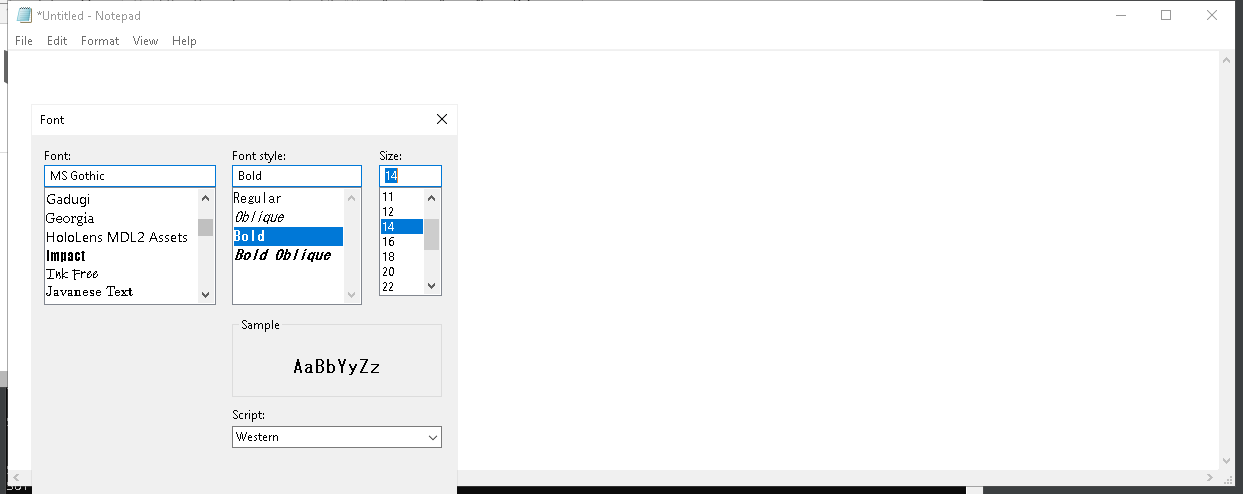 *Untitled - Notepad
File Edit Format View Help
Font
Font: Font style: Size:
MS Gothic Bold 14
Gadugi Regular 11
Georgia Oblique 12
HoloLens MDL2 Assets Bold 14
Impact Bold Oblique 16
Ink Free 18
Javanese Text 20
22
Sample
AaBbYyZz
Script:
Western